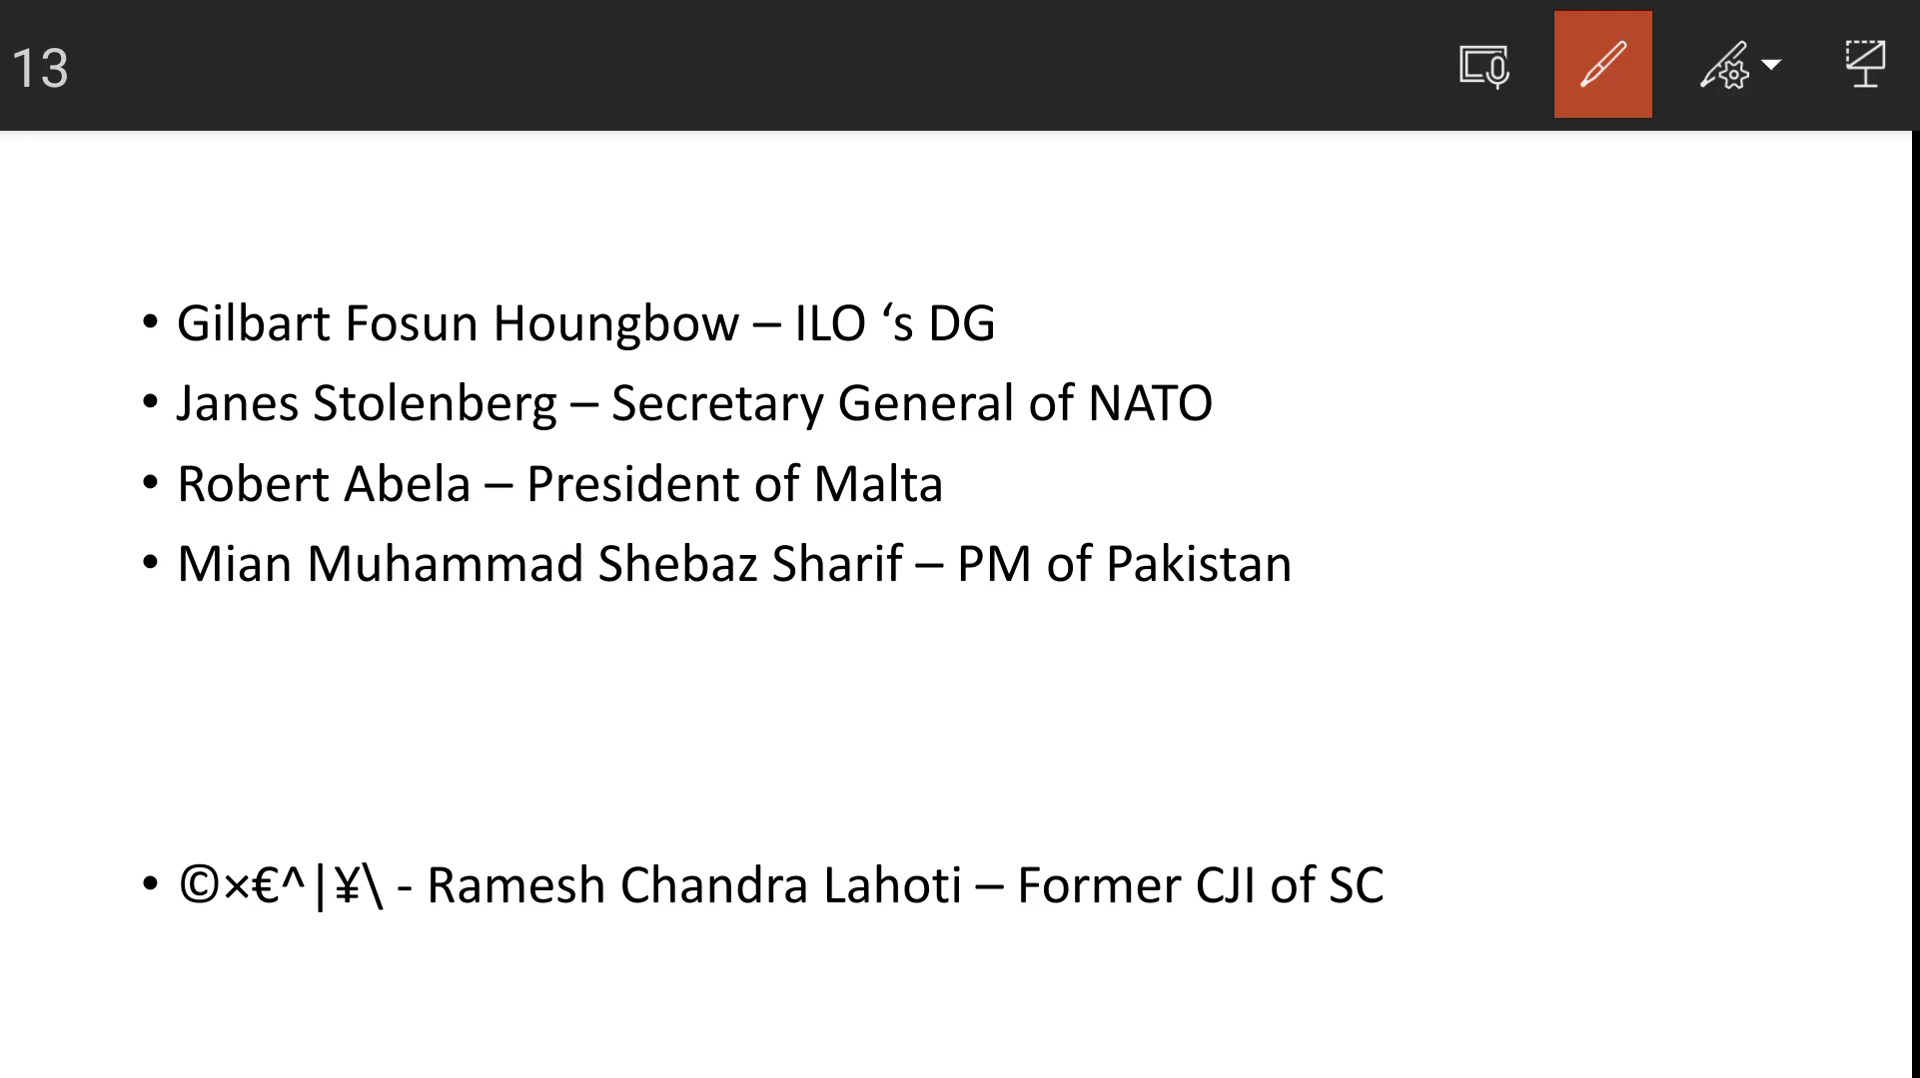 13
• Gilbart Fosun Houngbow – ILO ‘s DG
• Janes Stolenberg – Secretary General of NATO
• Robert Abela – President of Malta
• Mian Muhammad Shebaz Sharif – PM of Pakistan
• ©×€^|¥\ - Ramesh Chandra Lahoti – Former CJI of SC